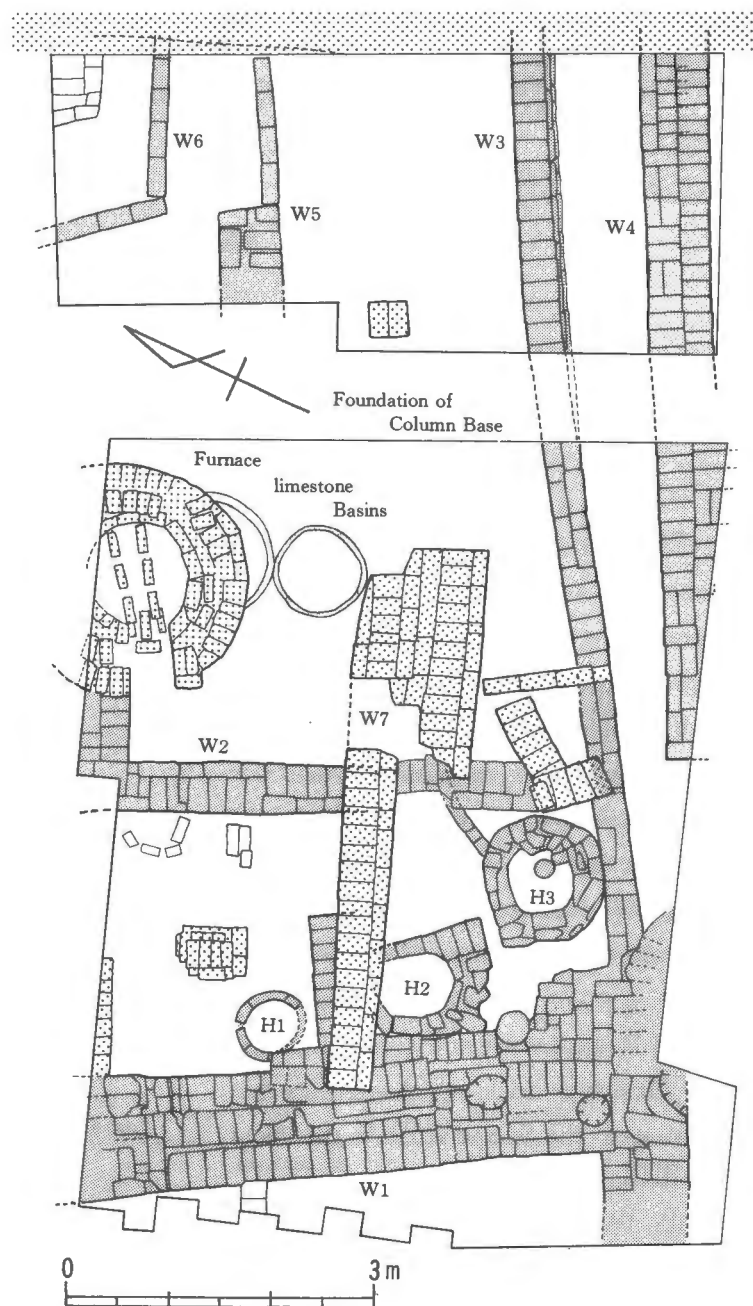 W6
W3
W5
W4
Foundation of
Column Base
Furnace
limestone
Basins
W7
W2
H3
H2
H1
W1
0 3 m